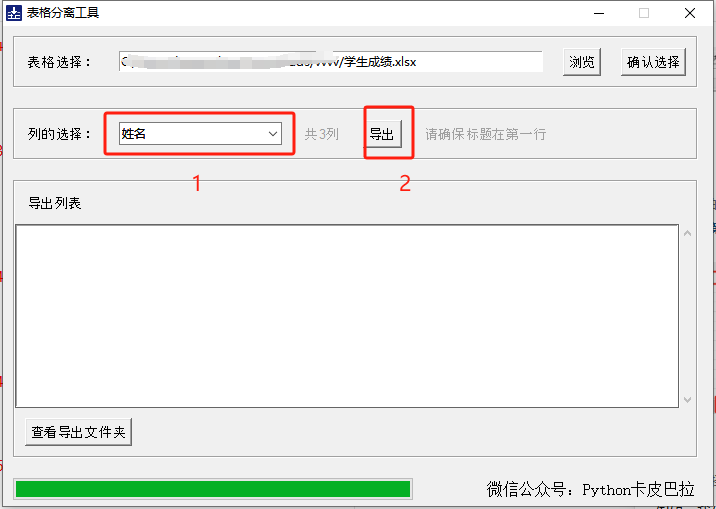 表格分离工具
表格选择： /学生成绩.xlsx 浏览 确认选择
列的选择： 姓名 共3列 导出 请确保标题在第一行
1 2
导出列表
查看导出文件夹
微信公众号：Python卡皮巴拉